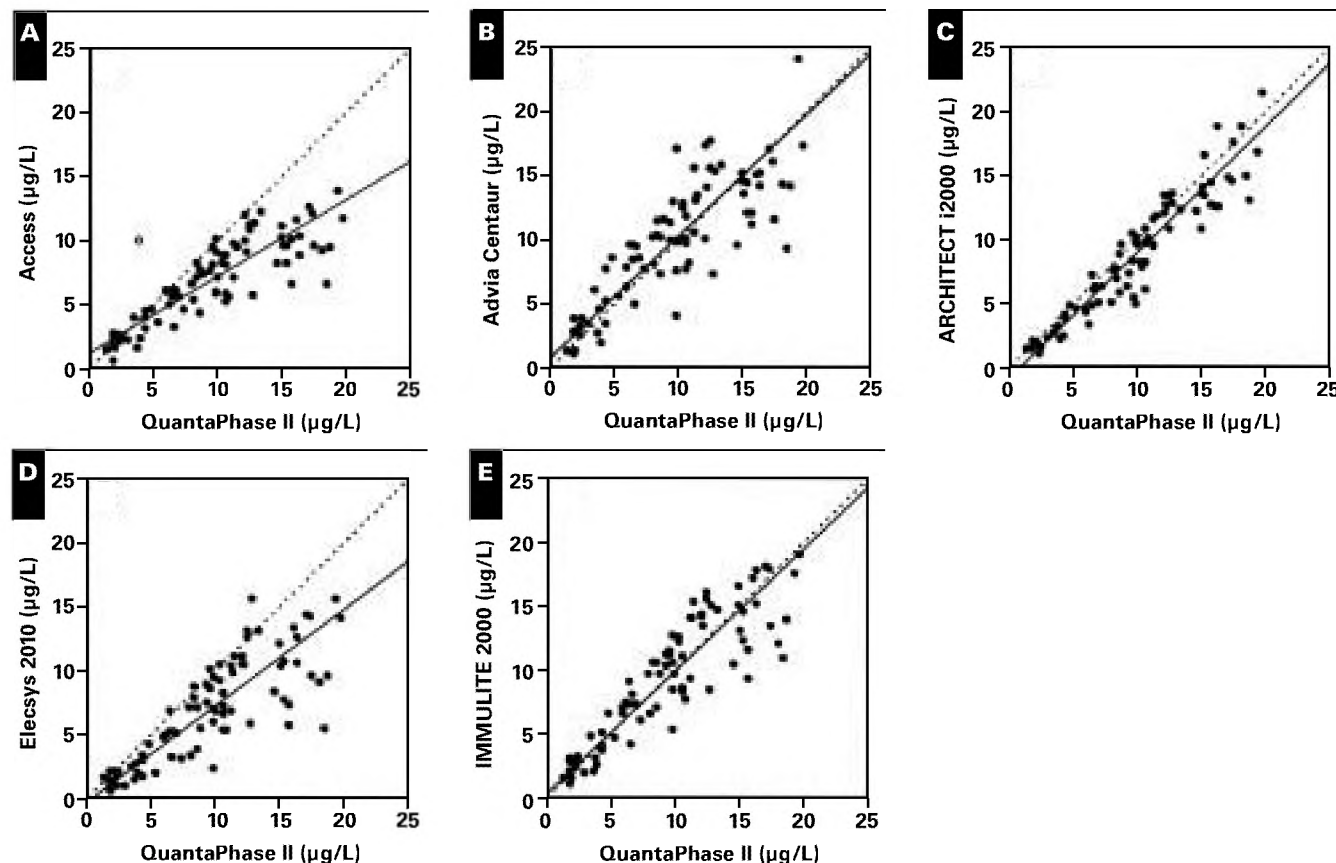 A
Access (µg/L)
25
20
15
10
5
0
0 5 10 15 20 25
QuantaPhase II (µg/L)
B
Advia Centaur (µg/L)
25
20
15
10
5
0
0 5 10 15 20 25
QuantaPhase II (µg/L)
C
ARCHITECT i2000 (µg/L)
25
20
15
10
5
0
0 5 10 15 20 25
QuantaPhase II (µg/L)
D
Elecsys 2010 (µg/L)
25
20
15
10
5
0
0 5 10 15 20 25
QuantaPhase II (µg/L)
E
IMMULITE 2000 (µg/L)
25
20
15
10
5
0
0 5 10 15 20 25
QuantaPhase II (µg/L)